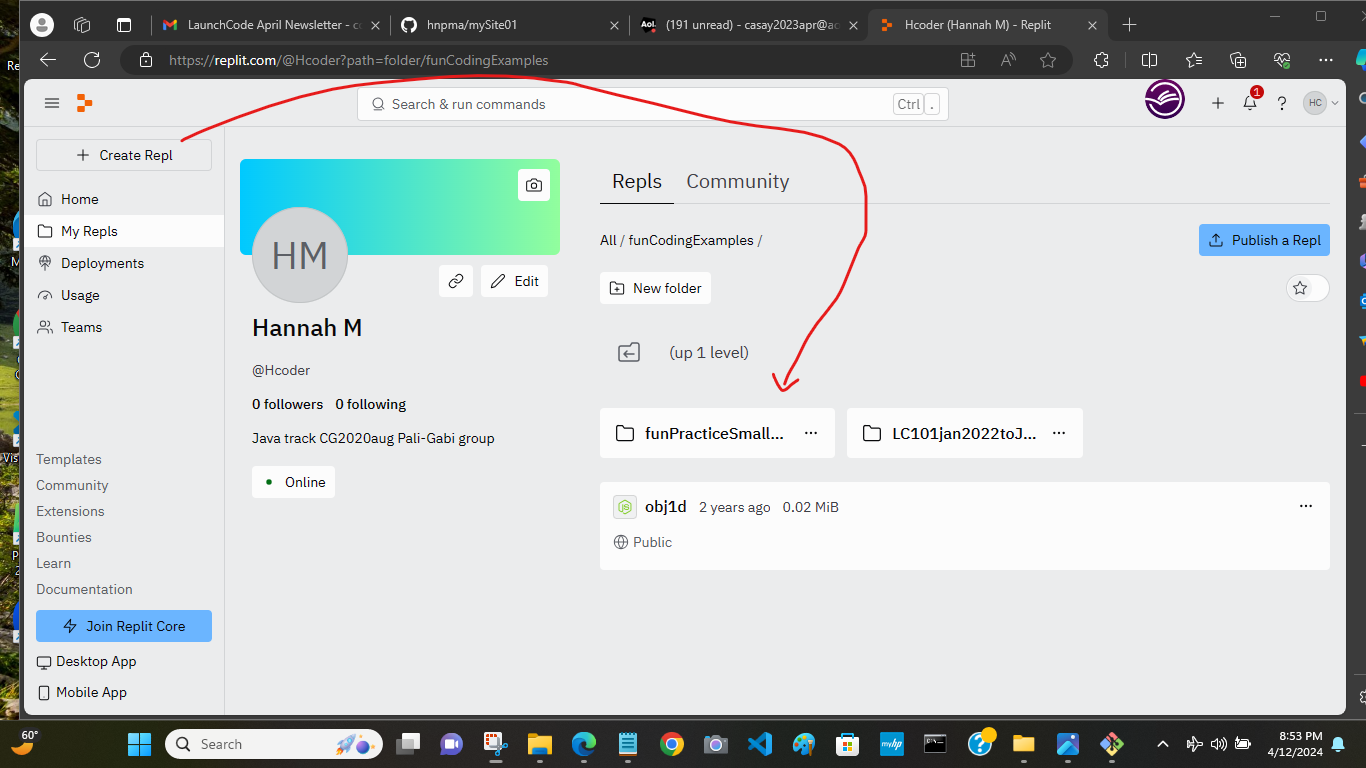 LaunchCode April Newsletter - co
hnpma/mySite01
(191 unread) - casay2023apr@ao
Hcoder (Hannah M) - Replit
https://replit.com/@Hcoder?path=folder/funCodingExamples
Search & run commands
Ctrl .
1
HC
Create Repl
Home
My Repls
Deployments
Usage
Teams
Templates
Community
Extensions
Bounties
Learn
Documentation
Join Replit Core
Desktop App
Mobile App
HM
Edit
Hannah M
@Hcoder
0 followers 0 following
Java track CG2020aug Pali-Gabi group
Online
Repls Community
All / funCodingExamples /
Publish a Repl
New folder
(up 1 level)
funPracticeSmall...
LC101jan2022toJ...
obj1d 2 years ago 0.02 MiB
Public
60°
Search
8:53 PM
4/12/2024